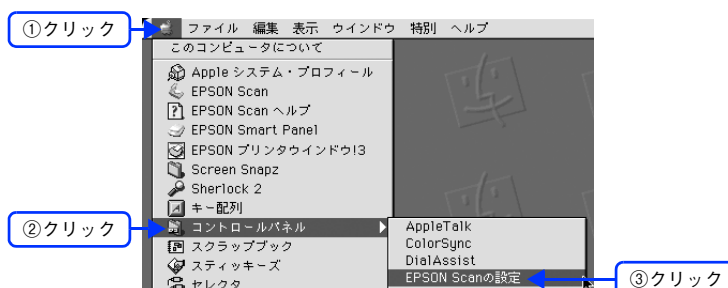 ①クリック
ファイル 編集 表示 ウインドウ 特別 ヘルプ
このコンピュータについて
Apple システム・プロフィール
EPSON Scan
EPSON Scan ヘルプ
EPSON Smart Panel
EPSON プリンタウインドウ!3
Screen Snapz
Sherlock 2
キー配列
②クリック
コントロールパネル
スクラップブック
スティッキーズ
セレクタ
AppleTalk
ColorSync
DialAssist
EPSON Scanの設定
③クリック